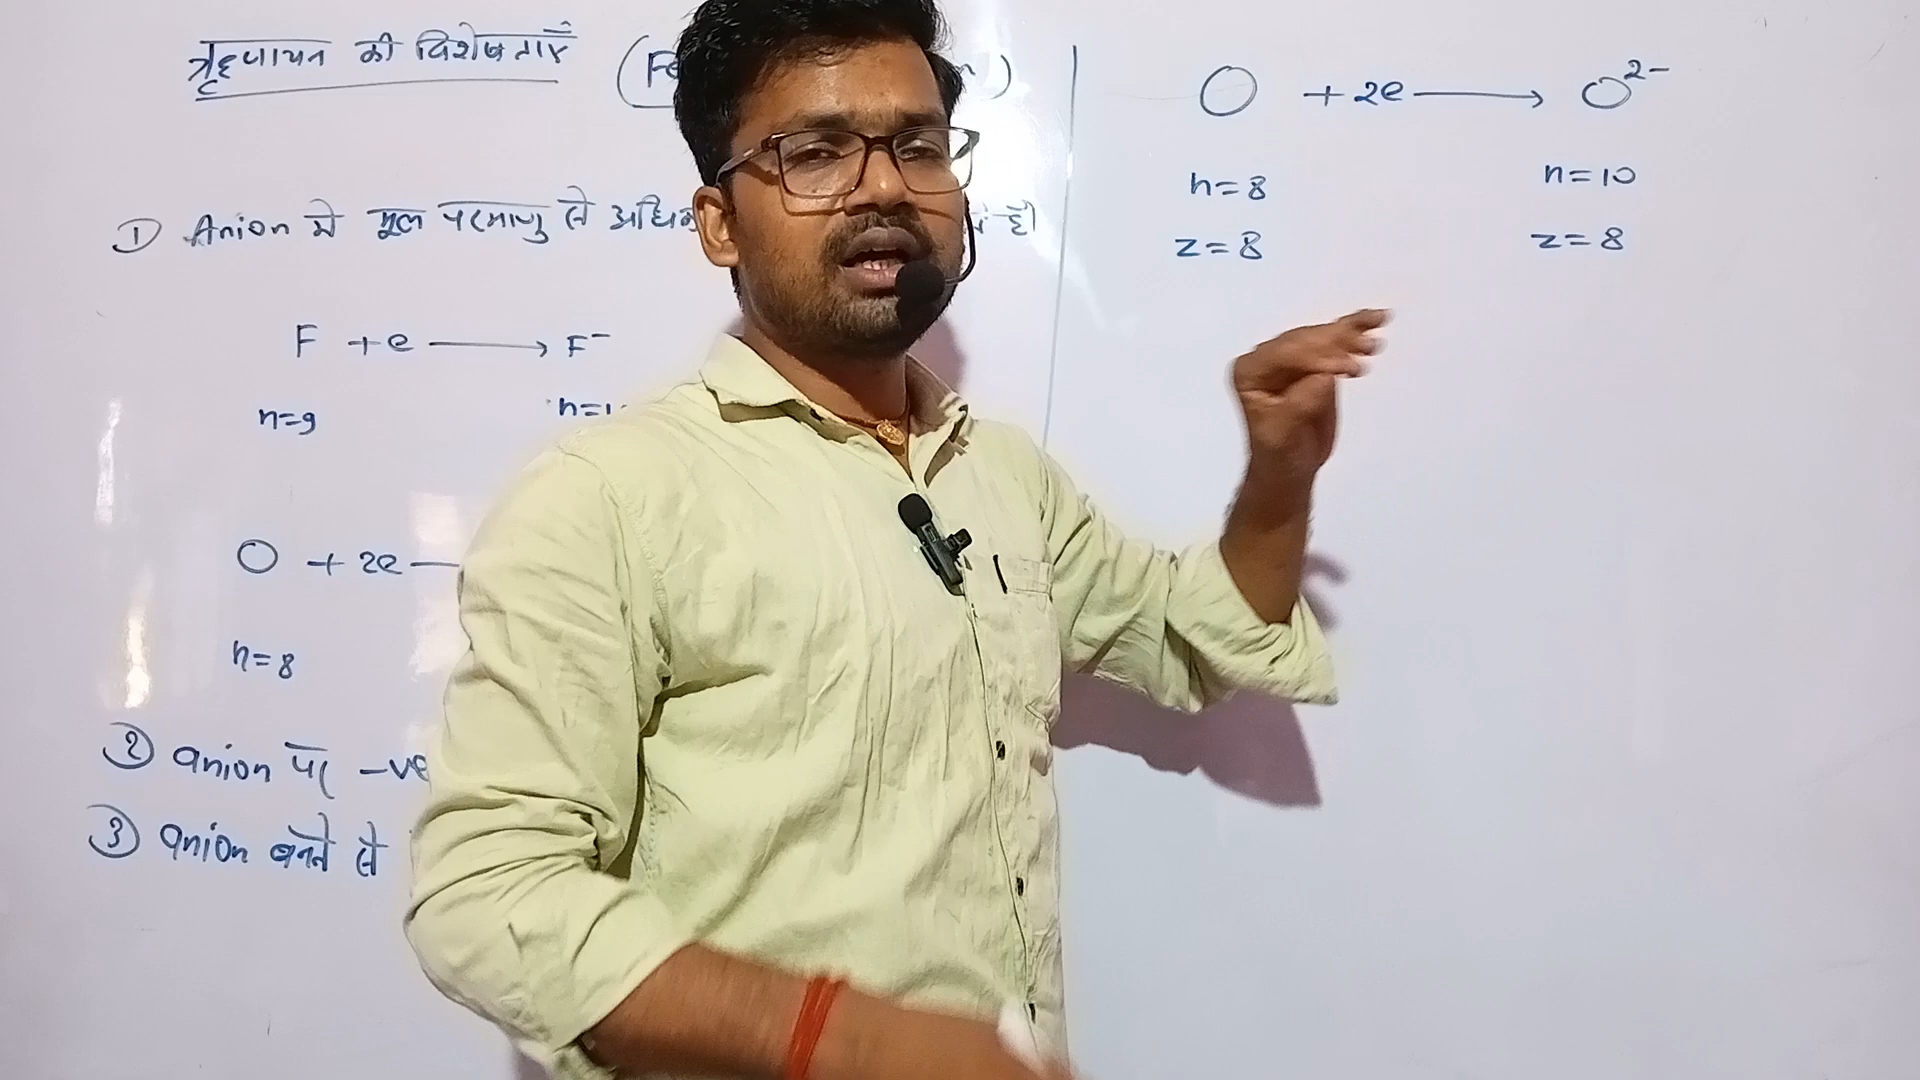 ऋृणायन की विशेषताएँ (Fe
① Anion मे मूल परमाणु से अधिक
F + e ⟶ F⁻
n=9
O + 2e
n=8
② anion पर -ve
③ anion बनने से
O + 2e ⟶ O²⁻
n=8 n=10
z=8 z=8